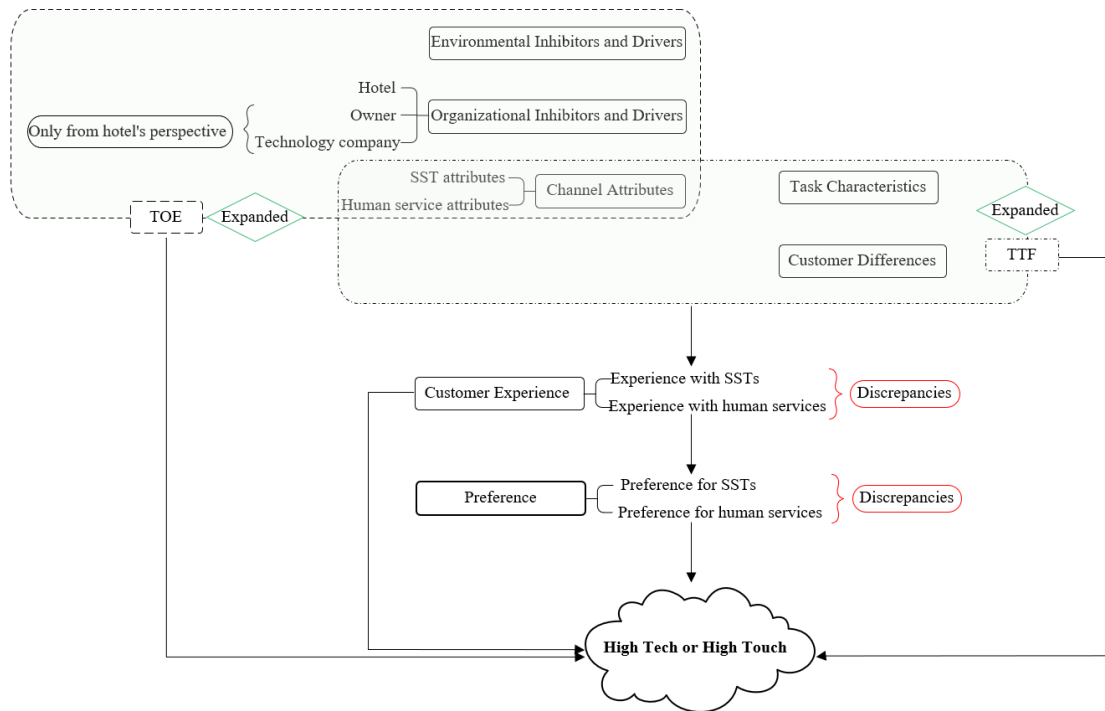 Environmental Inhibitors and Drivers
Hotel
Only from hotel's perspective
Owner
Organizational Inhibitors and Drivers
Technology company
SST attributes
Channel Attributes
Human service attributes
Task Characteristics
TOE
Expanded
Expanded
Customer Differences
TTF
Customer Experience
Experience with SSTs
Experience with human services
Discrepancies
Preference
Preference for SSTs
Preference for human services
Discrepancies
High Tech or High Touch